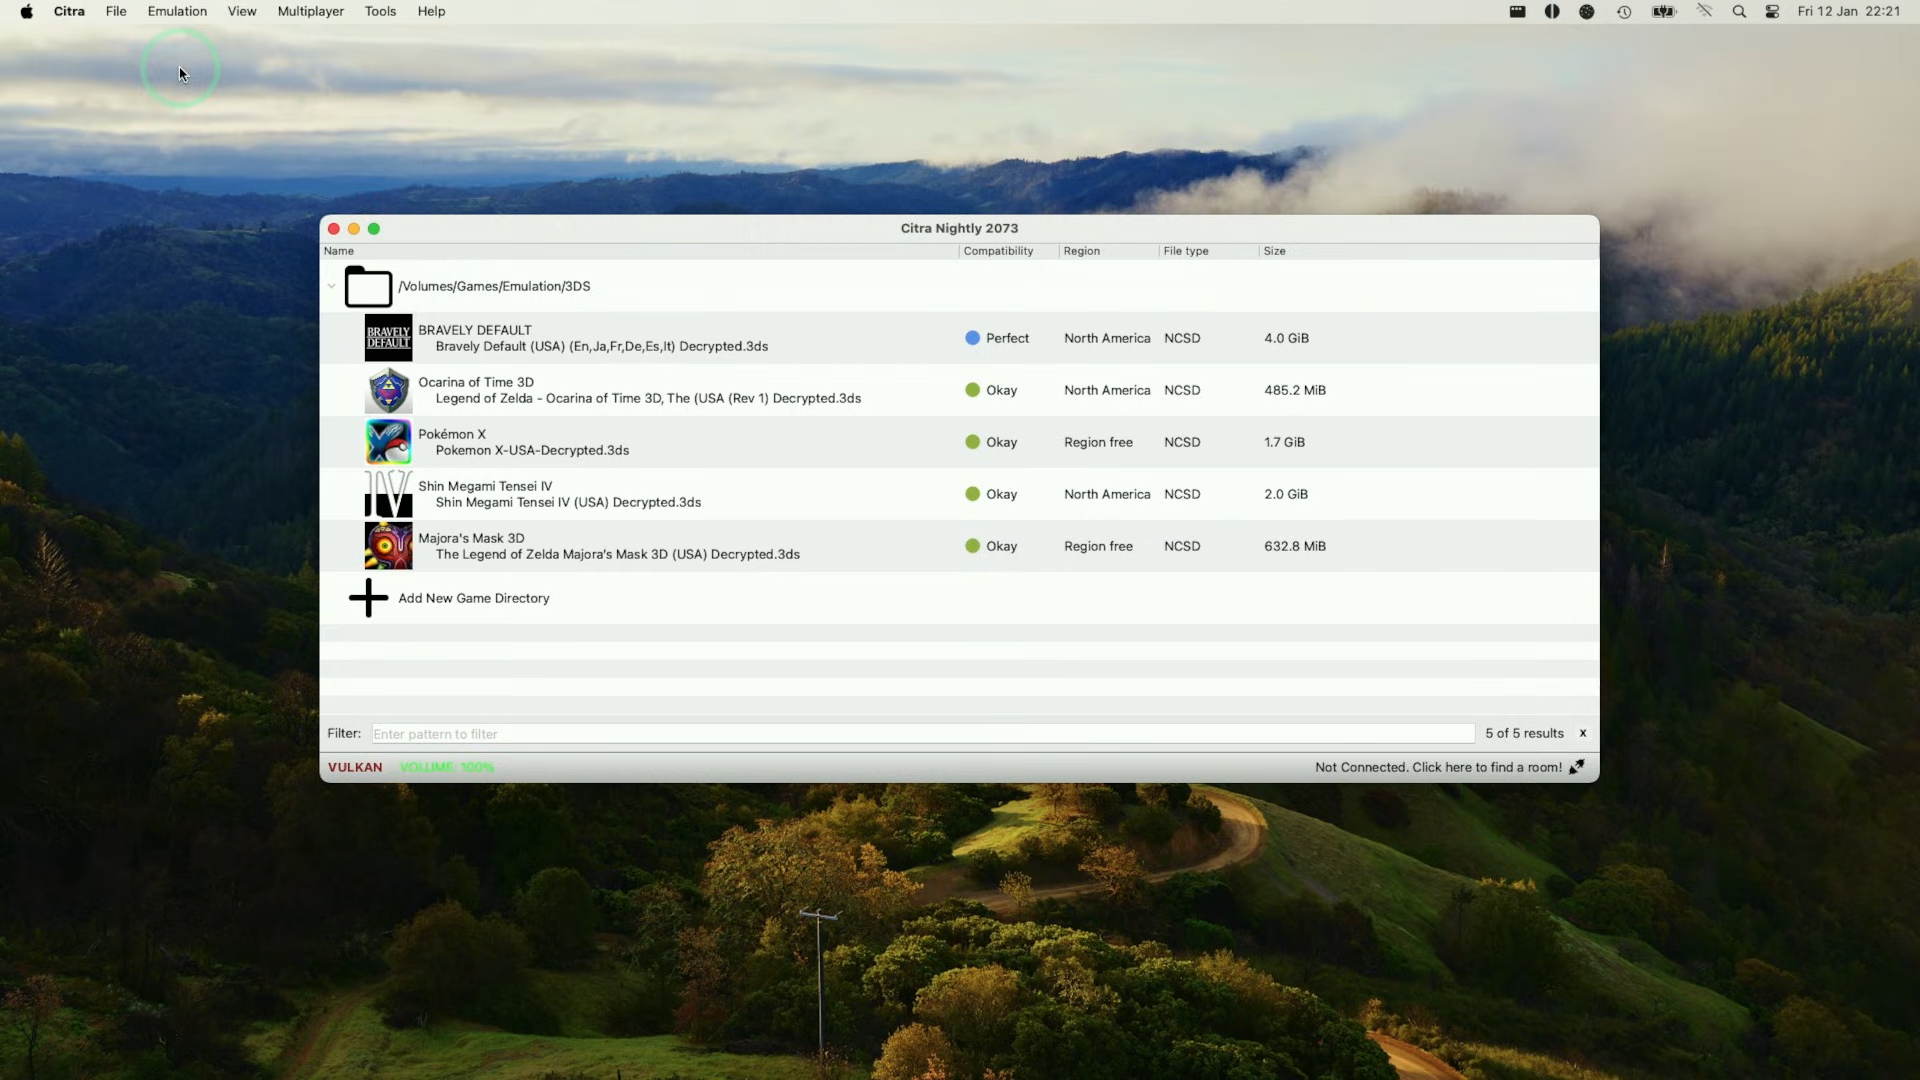 Citra File Emulation View Multiplayer Tools Help Fri 12 Jan 22:21
Citra Nightly 2073
Name Compatibility Region File type Size
/Volumes/Games/Emulation/3DS
BRAVELY DEFAULT
BRAVELY DEFAULT
Bravely Default (USA) (En,Ja,Fr,De,Es,It) Decrypted.3ds
Perfect North America NCSD 4.0 GiB
Ocarina of Time 3D
Legend of Zelda - Ocarina of Time 3D, The (USA (Rev 1) Decrypted.3ds
Okay North America NCSD 485.2 MiB
Pokémon X
Pokemon X-USA-Decrypted.3ds
Okay Region free NCSD 1.7 GiB
IV
Shin Megami Tensei IV
Shin Megami Tensei IV (USA) Decrypted.3ds
Okay North America NCSD 2.0 GiB
Majora's Mask 3D
The Legend of Zelda Majora's Mask 3D (USA) Decrypted.3ds
Okay Region free NCSD 632.8 MiB
Add New Game Directory
Filter: Enter pattern to filter 5 of 5 results x
VULKAN VOLUME: 100% Not Connected. Click here to find a room!